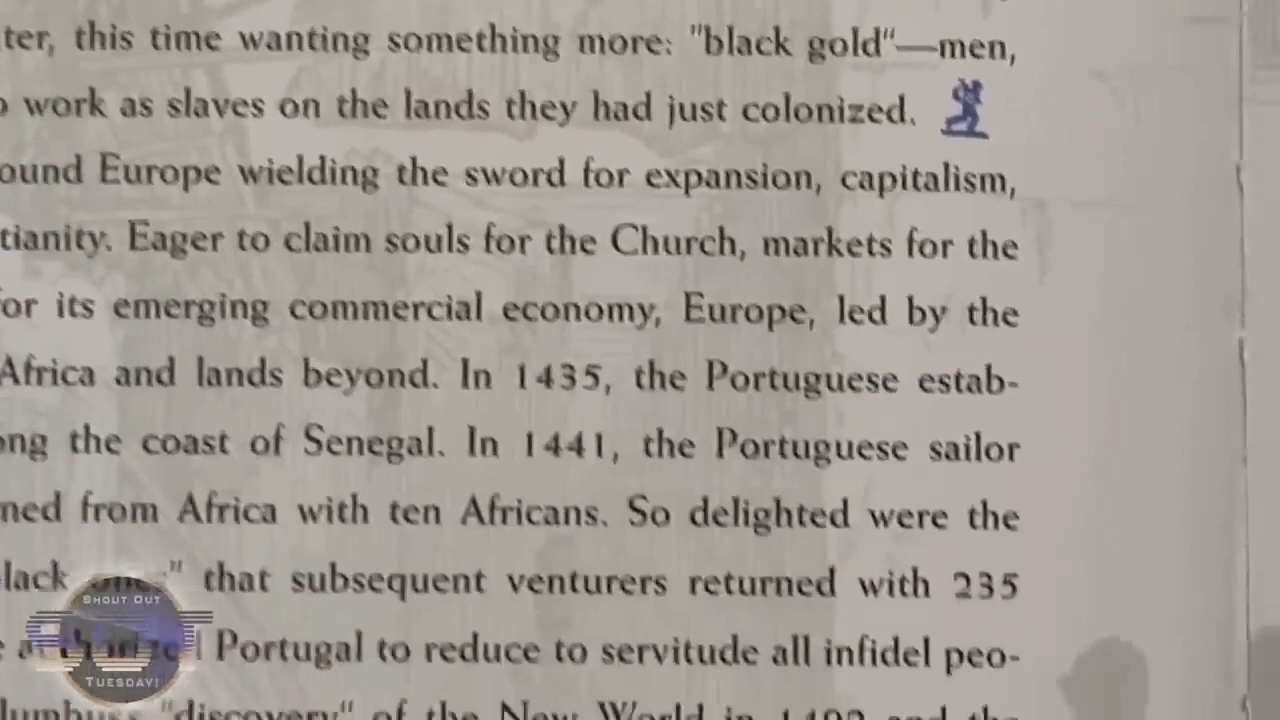 ter, this time wanting something more: "black gold"—men,
work as slaves on the lands they had just colonized.
ound Europe wielding the sword for expansion, capitalism,
tianity. Eager to claim souls for the Church, markets for the
for its emerging commercial economy, Europe, led by the
Africa and lands beyond. In 1435, the Portuguese estab-
ong the coast of Senegal. In 1441, the Portuguese sailor
ned from Africa with ten Africans. So delighted were the
lack " that subsequent venturers returned with 235
Portugal to reduce to servitude all infidel peo-
"discovery" of the New World in and the
SHOUT OUT
TUESDAY!